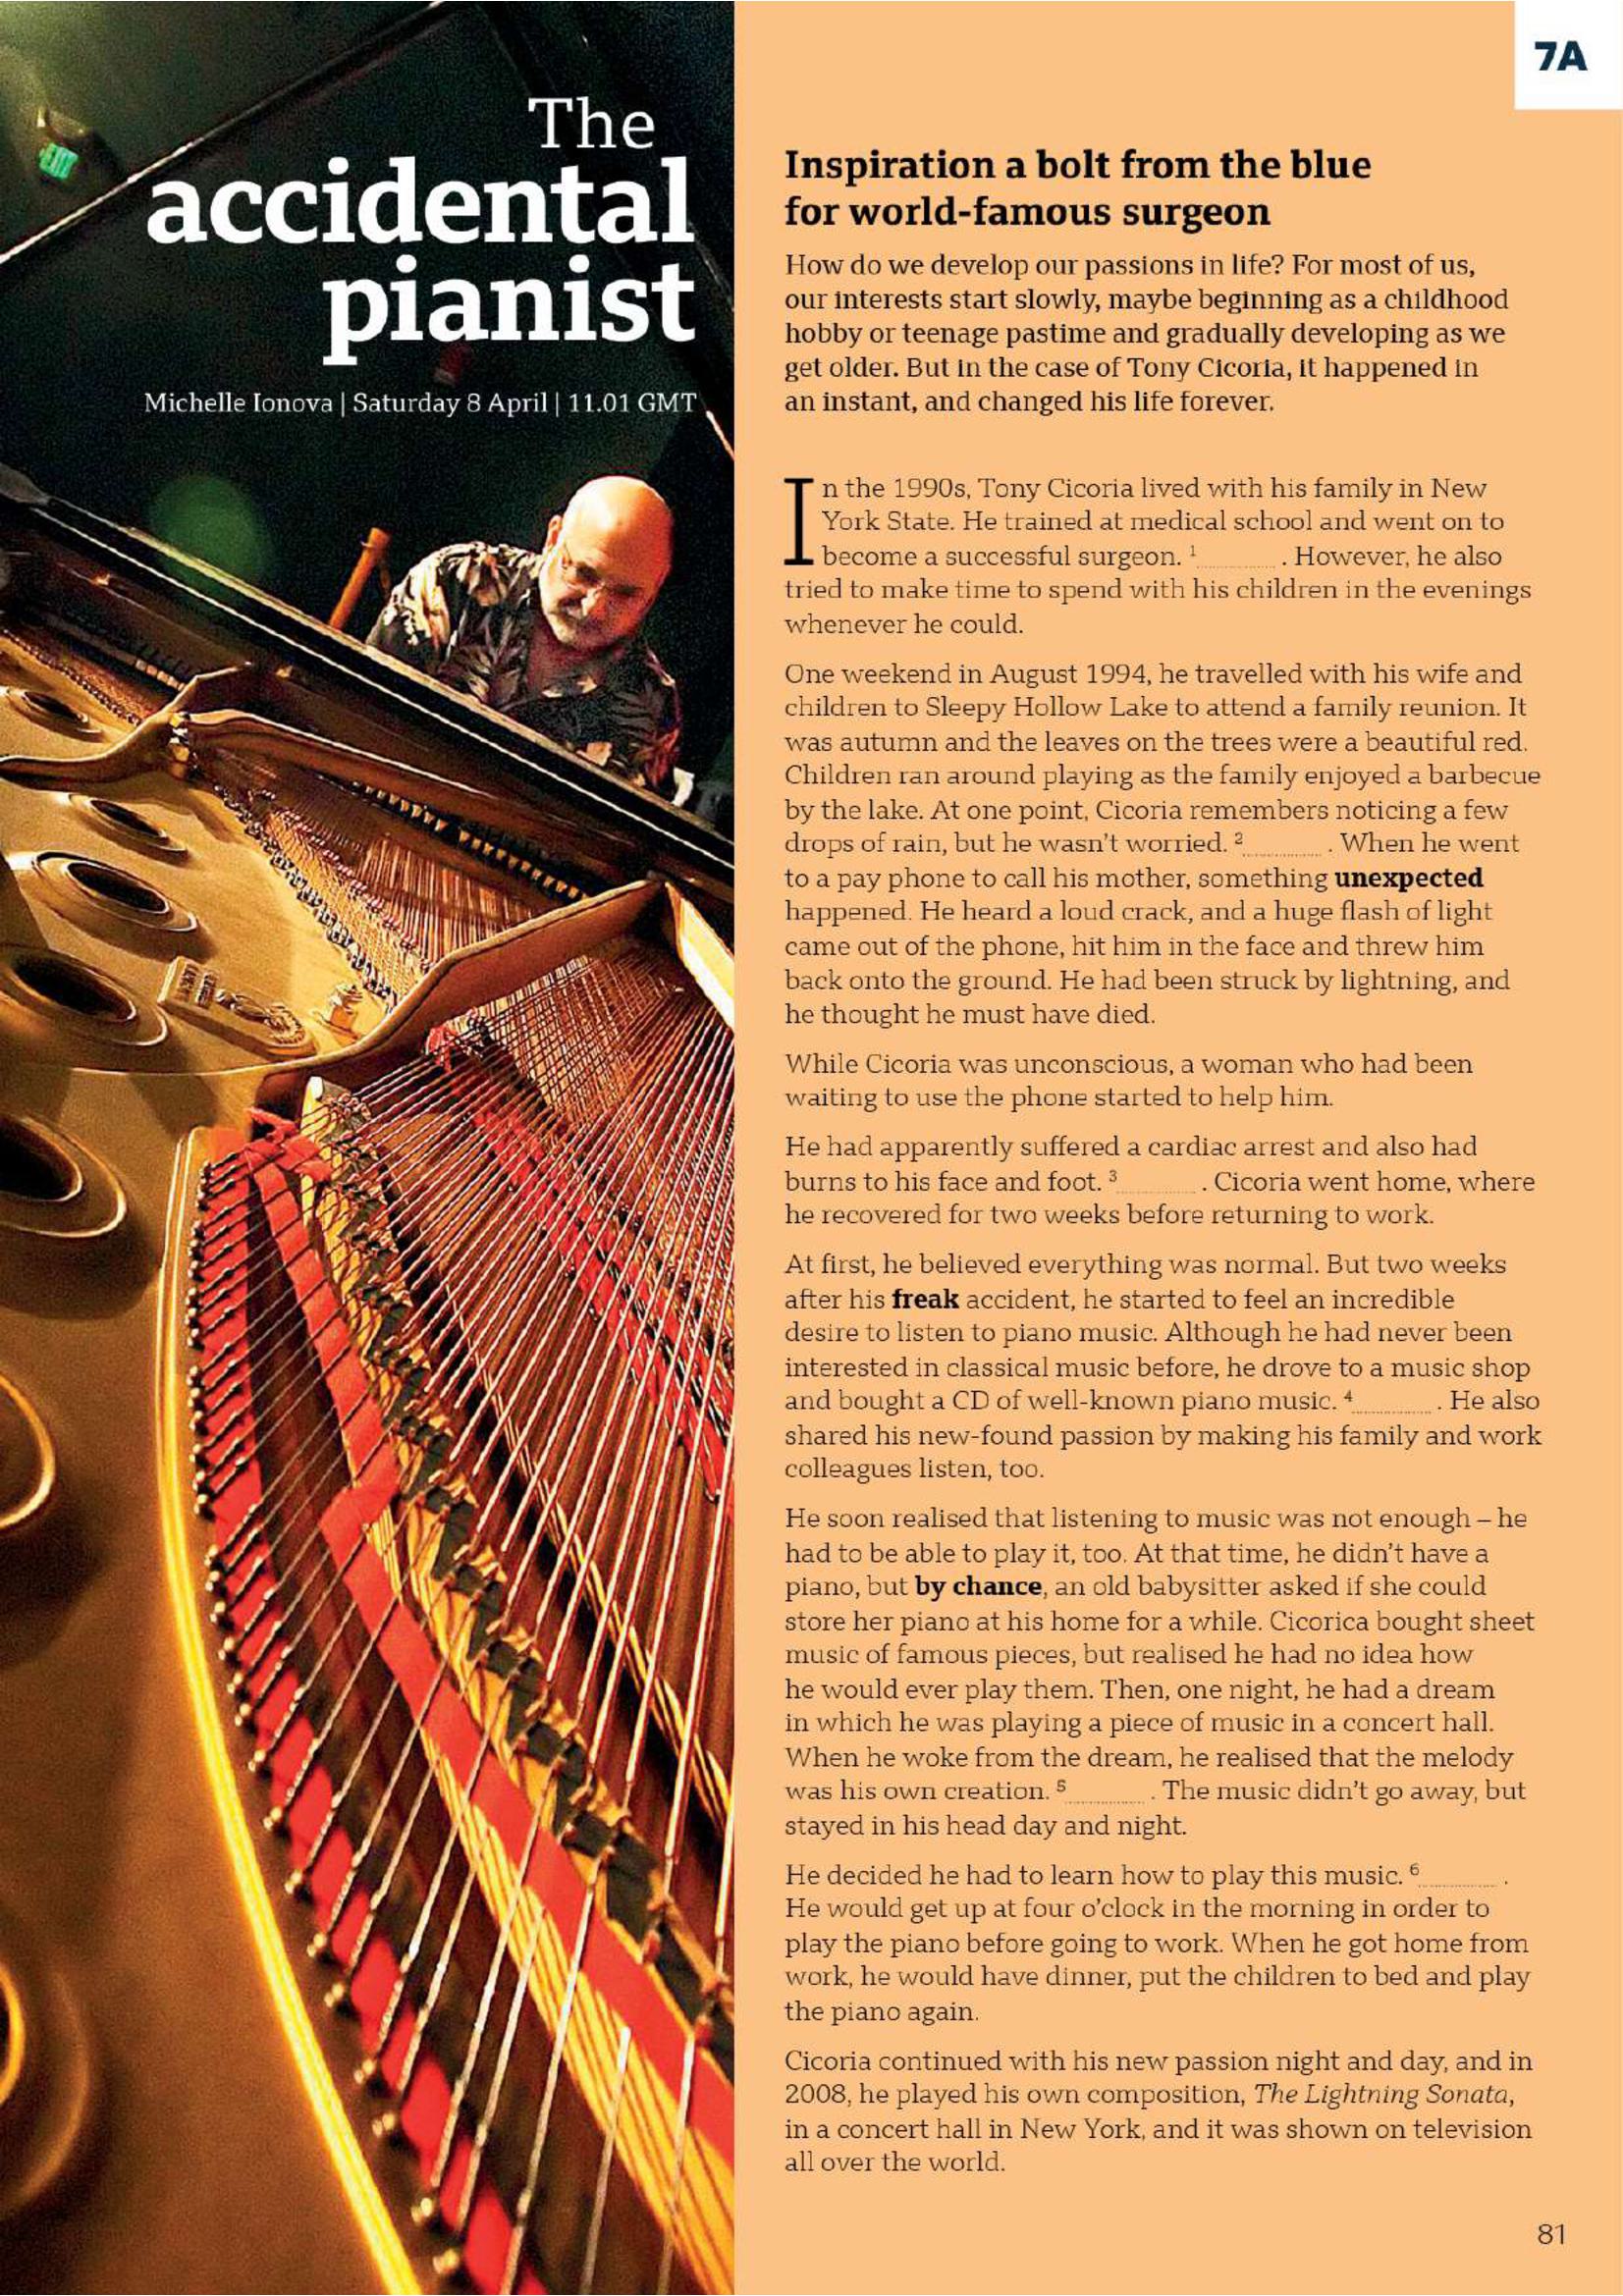 The
accidental
pianist
Michelle Ionova | Saturday 8 April | 11.01 GMT
EXIT
7A
Inspiration a bolt from the blue
for world-famous surgeon
How do we develop our passions in life? For most of us,
our interests start slowly, maybe beginning as a childhood
hobby or teenage pastime and gradually developing as we
get older. But in the case of Tony Cicoria, it happened in
an instant, and changed his life forever.
In the 1990s, Tony Cicoria lived with his family in New
York State. He trained at medical school and went on to
become a successful surgeon. 1 . However, he also
tried to make time to spend with his children in the evenings
whenever he could.
One weekend in August 1994, he travelled with his wife and
children to Sleepy Hollow Lake to attend a family reunion. It
was autumn and the leaves on the trees were a beautiful red.
Children ran around playing as the family enjoyed a barbecue
by the lake. At one point, Cicoria remembers noticing a few
drops of rain, but he wasn't worried. 2 . When he went
to a pay phone to call his mother, something unexpected
happened. He heard a loud crack, and a huge flash of light
came out of the phone, hit him in the face and threw him
back onto the ground. He had been struck by lightning, and
he thought he must have died.
While Cicoria was unconscious, a woman who had been
waiting to use the phone started to help him.
He had apparently suffered a cardiac arrest and also had
burns to his face and foot. 3 . Cicoria went home, where
he recovered for two weeks before returning to work.
At first, he believed everything was normal. But two weeks
after his freak accident, he started to feel an incredible
desire to listen to piano music. Although he had never been
interested in classical music before, he drove to a music shop
and bought a CD of well-known piano music. 4 . He also
shared his new-found passion by making his family and work
colleagues listen, too.
He soon realised that listening to music was not enough – he
had to be able to play it, too. At that time, he didn't have a
piano, but by chance, an old babysitter asked if she could
store her piano at his home for a while. Cicorica bought sheet
music of famous pieces, but realised he had no idea how
he would ever play them. Then, one night, he had a dream
in which he was playing a piece of music in a concert hall.
When he woke from the dream, he realised that the melody
was his own creation. 5 . The music didn't go away, but
stayed in his head day and night.
He decided he had to learn how to play this music. 6 .
He would get up at four o'clock in the morning in order to
play the piano before going to work. When he got home from
work, he would have dinner, put the children to bed and play
the piano again.
Cicoria continued with his new passion night and day, and in
2008, he played his own composition, The Lightning Sonata,
in a concert hall in New York, and it was shown on television
all over the world.
81